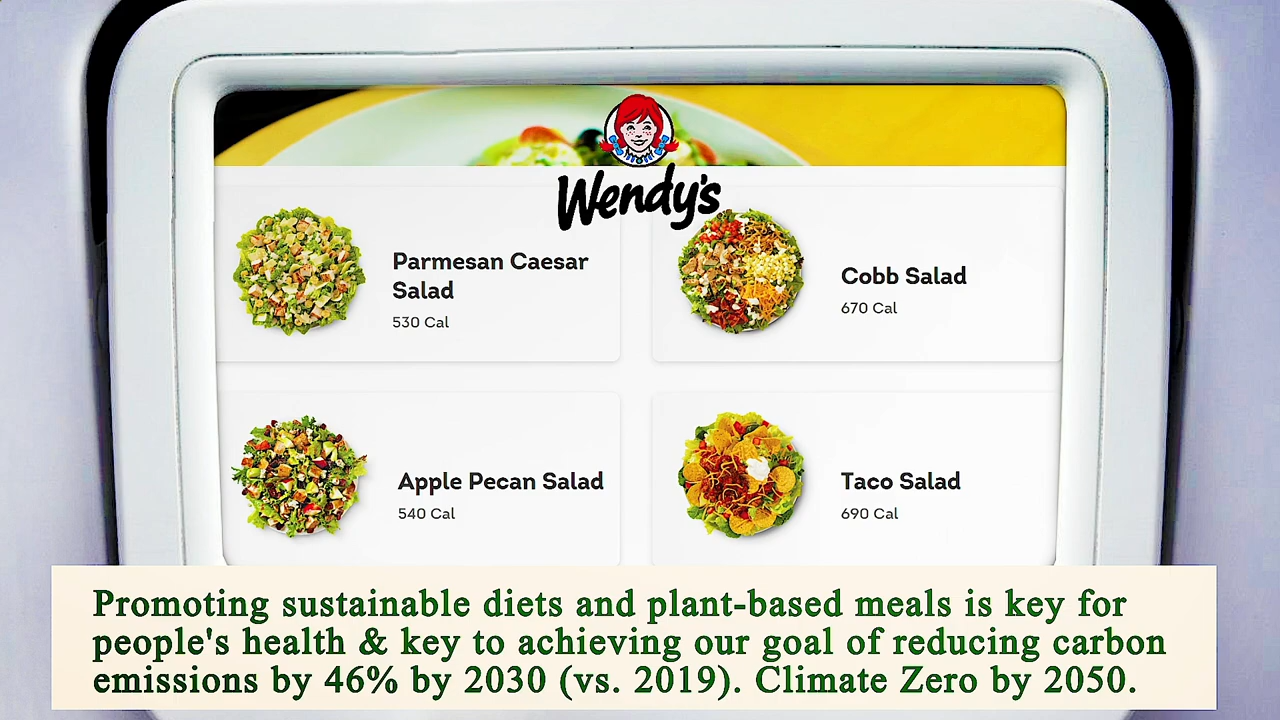 Wendy's
Parmesan Caesar
Salad
530 Cal
Cobb Salad
670 Cal
Apple Pecan Salad
540 Cal
Taco Salad
690 Cal
Promoting sustainable diets and plant-based meals is key for
people's health & key to achieving our goal of reducing carbon
emissions by 46% by 2030 (vs. 2019). Climate Zero by 2050.